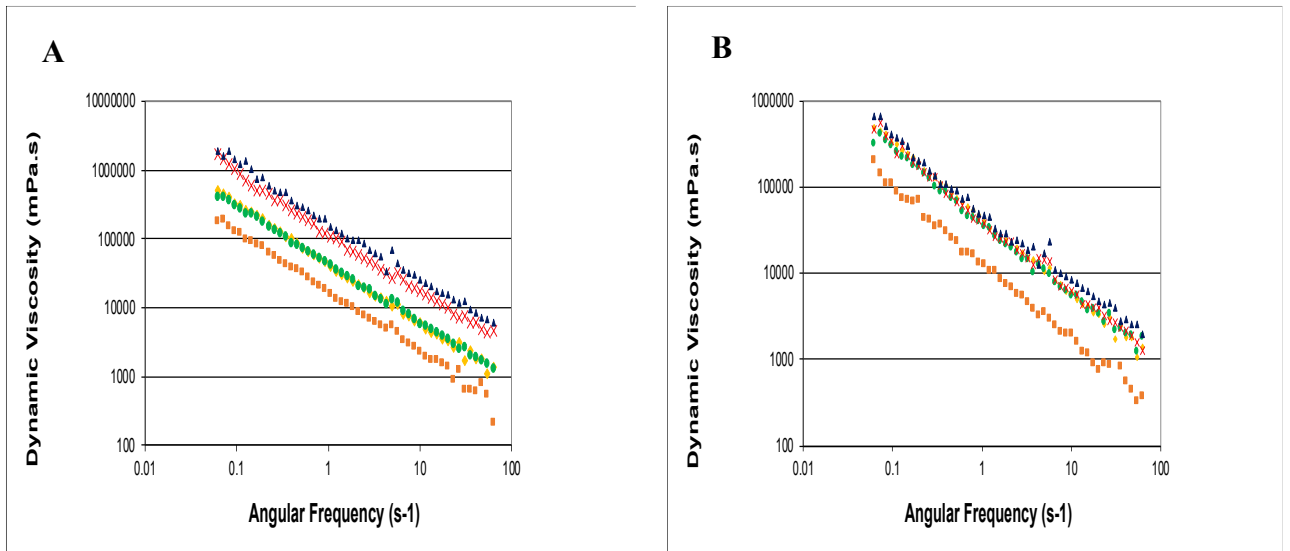 A
Dynamic Viscosity (mPa.s)
10000000
1000000
100000
10000
1000
100
0.01 0.1 1 10 100
Angular Frequency (s-1)
B
Dynamic Viscosity (mPa.s)
1000000
100000
10000
1000
100
0.01 0.1 1 10 100
Angular Frequency (s-1)